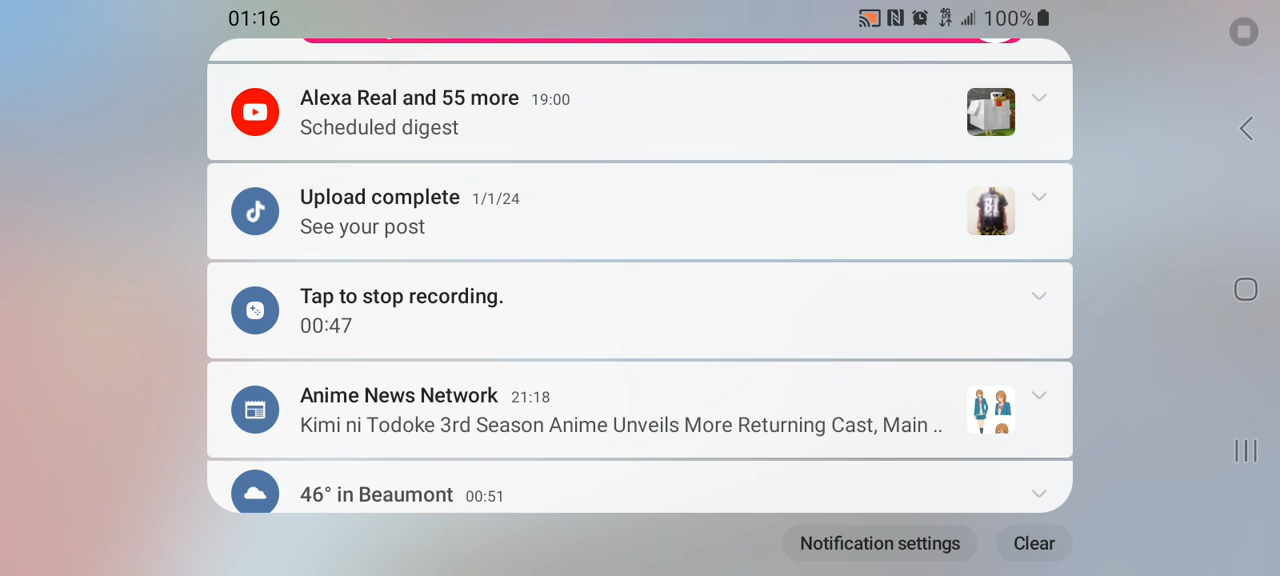 01:16
100%
Alexa Real and 55 more 19:00
Scheduled digest
Upload complete 1/1/24
See your post
Tap to stop recording.
00:47
Anime News Network 21:18
Kimi ni Todoke 3rd Season Anime Unveils More Returning Cast, Main ..
46° in Beaumont 00:51
Notification settings Clear